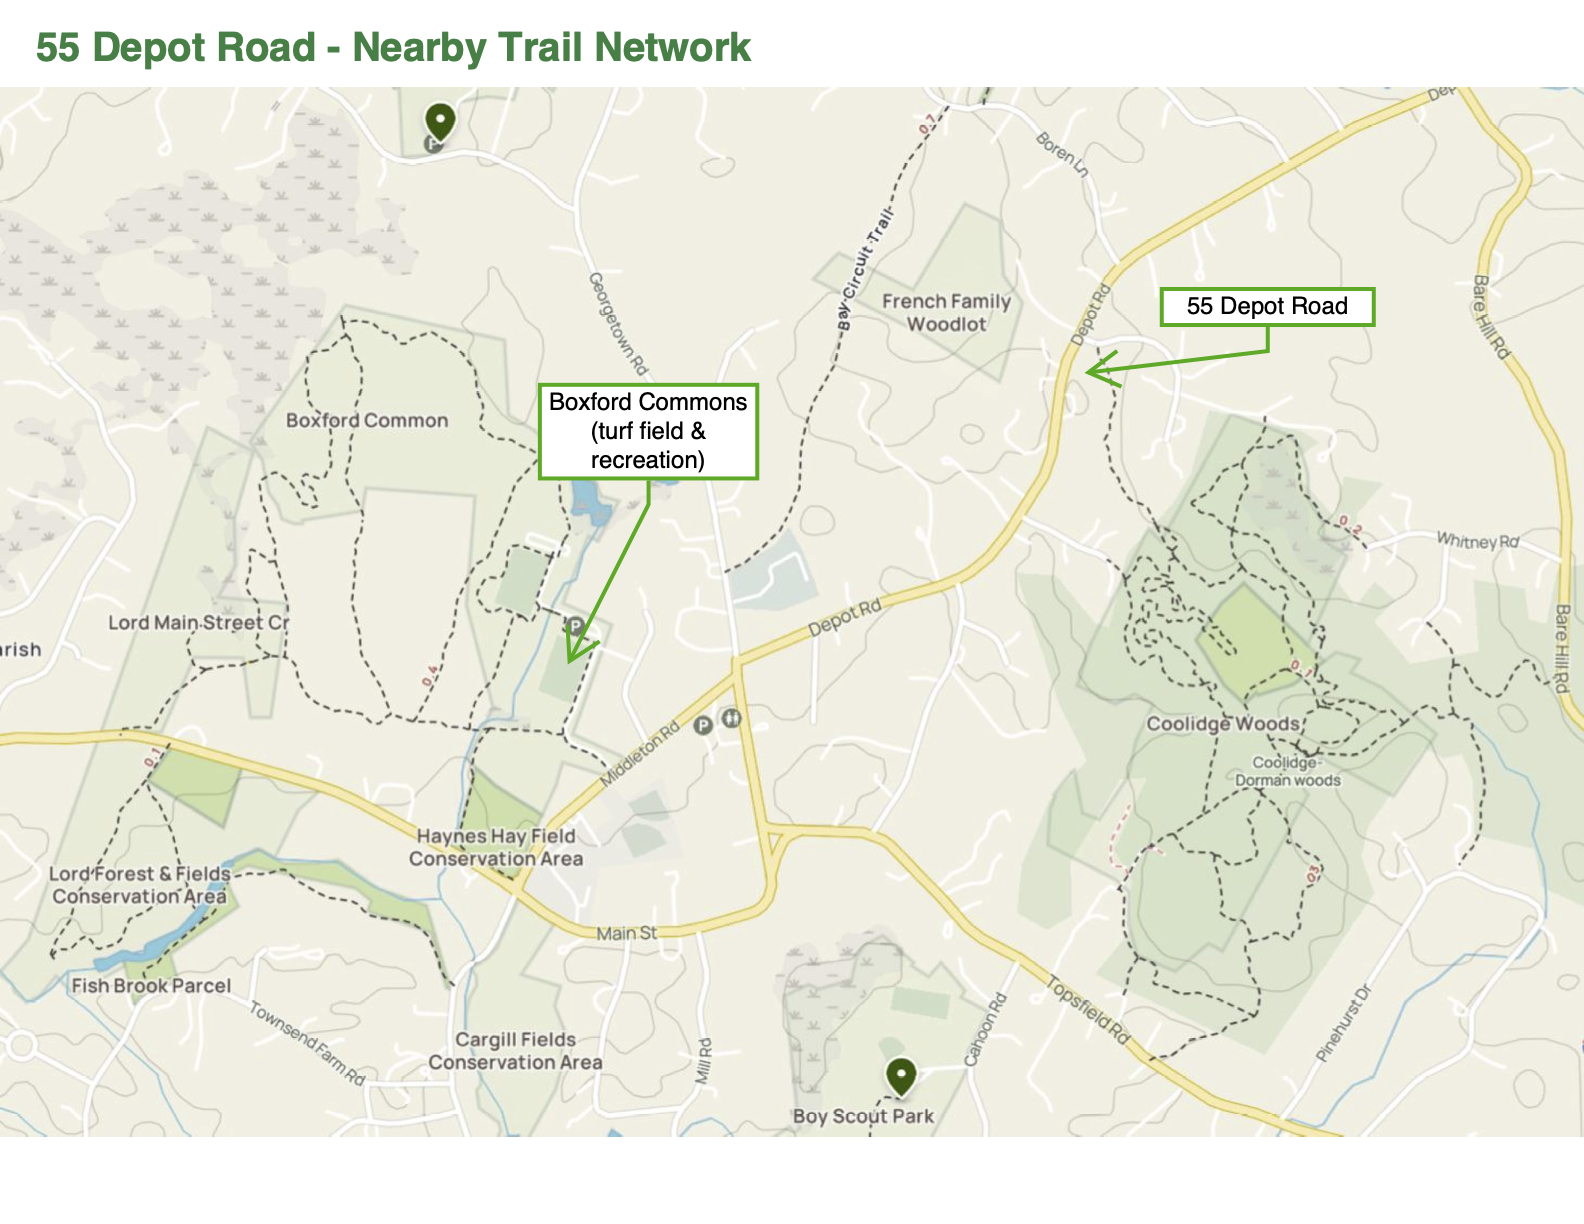 55 Depot Road - Nearby Trail Network
P
0.7
Boren Ln
Bay Circuit Trail
Georgetown Rd
French Family
Woodlot
Depot Rd
55 Depot Road
Bare Hill Rd
Boxford Commons
(turf field &
recreation)
Boxford Common
0.2
Whitney Rd
Lord Main Street Cr
arish
P
Depot Rd
Bare Hill Rd
0.4
0.1
P
Middleton Rd
Coolidge Woods
Coolidge-
Dorman woods
0.1
Haynes Hay Field
Conservation Area
Lord Forest & Fields
Conservation Area
03
Main St
Fish Brook Parcel
Townsend Farm Rd
Cargill Fields
Conservation Area
Mill Rd
Cahoon Rd
Topsfield Rd
Pinehurst Dr
Boy Scout Park